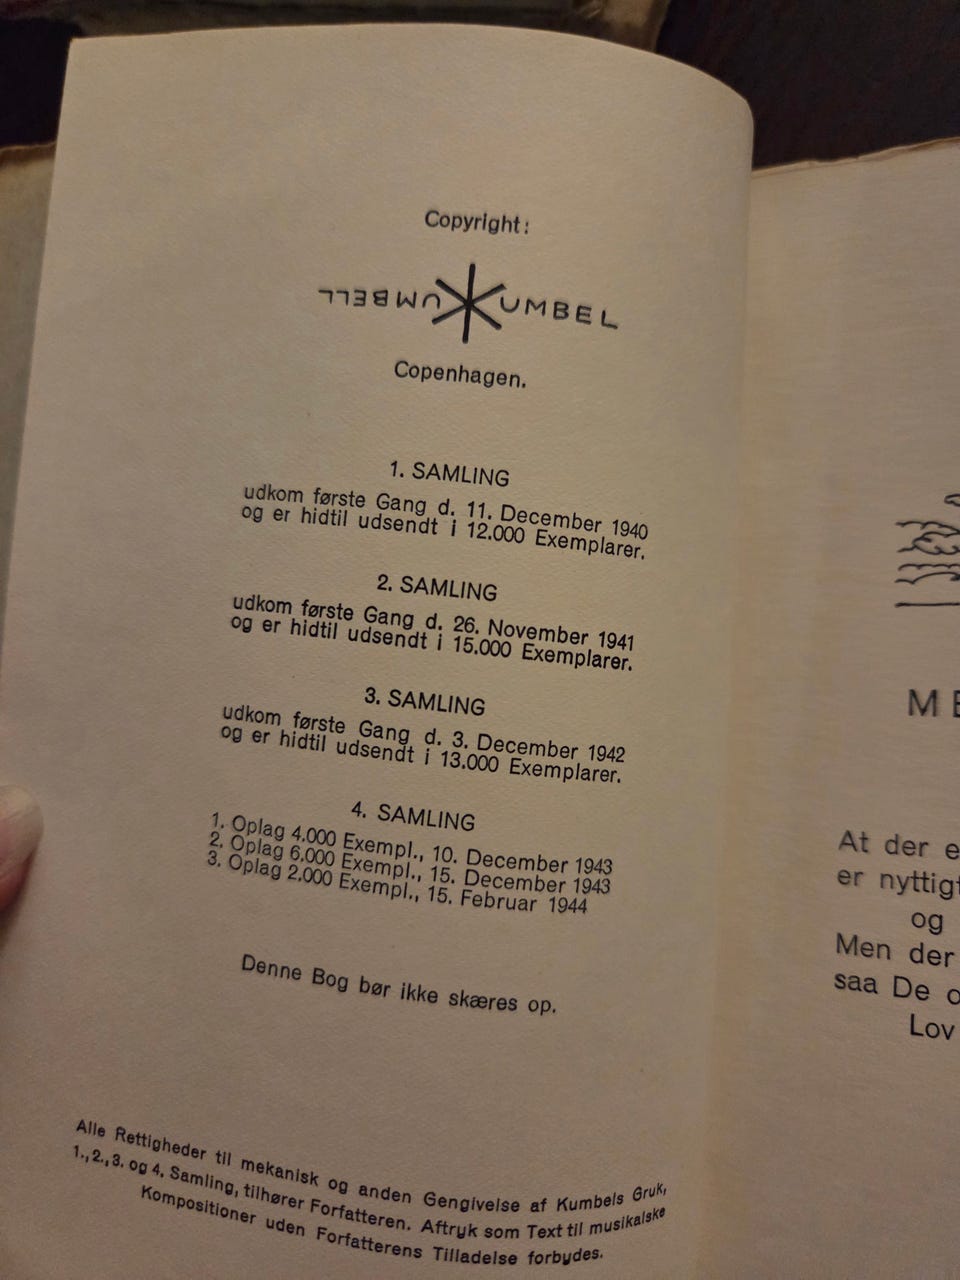 Copyright:
KUMBELL KUMBEL
Copenhagen.
1. SAMLING
udkom første Gang d. 11. December 1940
og er hidtil udsendt i 12.000 Exemplarer.
2. SAMLING
udkom første Gang d. 26. November 1941
og er hidtil udsendt i 15.000 Exemplarer.
3. SAMLING
udkom første Gang d. 3. December 1942
og er hidtil udsendt i 13.000 Exemplarer.
4. SAMLING
1. Oplag 4.000 Exempl., 10. December 1943
2. Oplag 6.000 Exempl., 15. December 1943
3. Oplag 2.000 Exempl., 15. Februar 1944
Denne Bog bør ikke skæres op.
Alle Rettigheder til mekanisk og anden Gengivelse af Kumbels Gruk,
1., 2., 3. og 4. Samling, tilhører Forfatteren. Aftryk som Text til musikalske
Kompositioner uden Forfatterens Tilladelse forbydes.
At der
er nyttigt
og
Men der
saa De
Lov